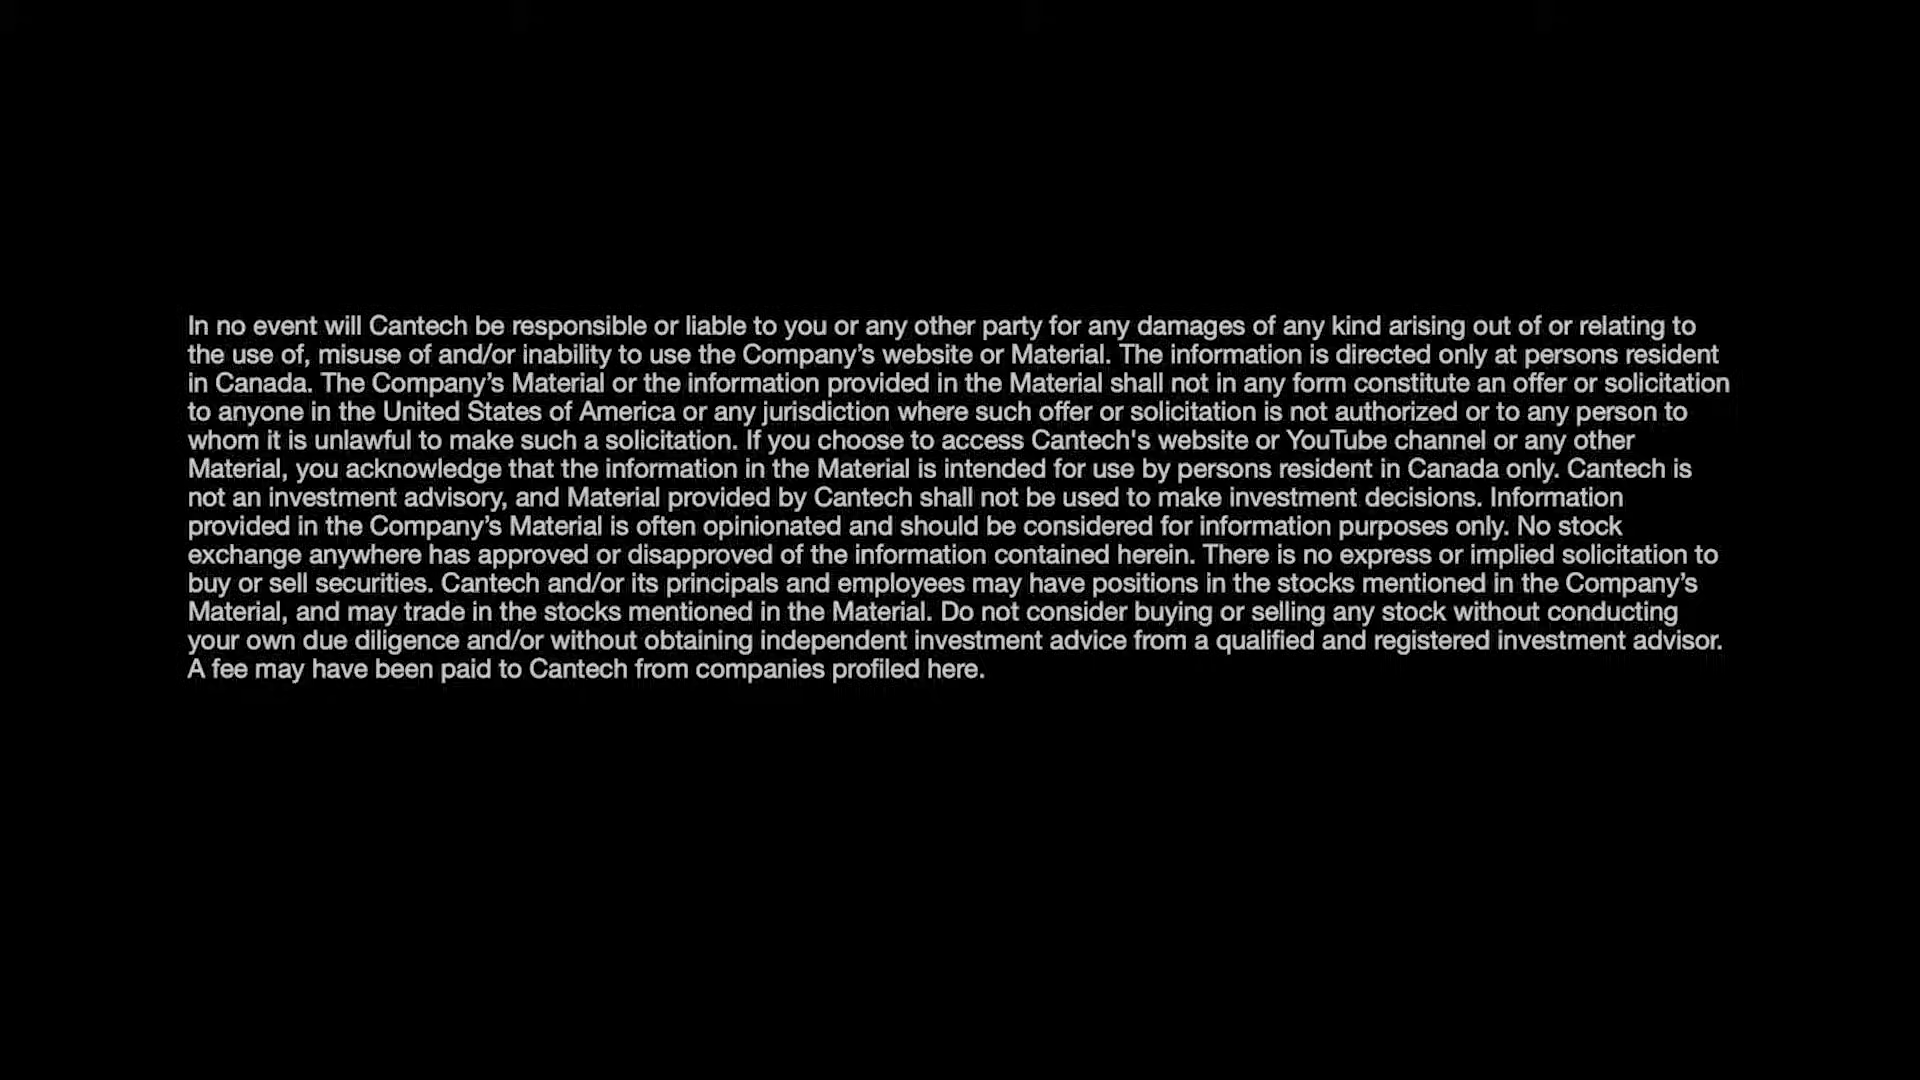 In no event will Cantech be responsible or liable to you or any other party for any damages of any kind arising out of or relating to
the use of, misuse of and/or inability to use the Company’s website or Material. The information is directed only at persons resident
in Canada. The Company’s Material or the information provided in the Material shall not in any form constitute an offer or solicitation
to anyone in the United States of America or any jurisdiction where such offer or solicitation is not authorized or to any person to
whom it is unlawful to make such a solicitation. If you choose to access Cantech's website or YouTube channel or any other
Material, you acknowledge that the information in the Material is intended for use by persons resident in Canada only. Cantech is
not an investment advisory, and Material provided by Cantech shall not be used to make investment decisions. Information
provided in the Company’s Material is often opinionated and should be considered for information purposes only. No stock
exchange anywhere has approved or disapproved of the information contained herein. There is no express or implied solicitation to
buy or sell securities. Cantech and/or its principals and employees may have positions in the stocks mentioned in the Company’s
Material, and may trade in the stocks mentioned in the Material. Do not consider buying or selling any stock without conducting
your own due diligence and/or without obtaining independent investment advice from a qualified and registered investment advisor.
A fee may have been paid to Cantech from companies profiled here.